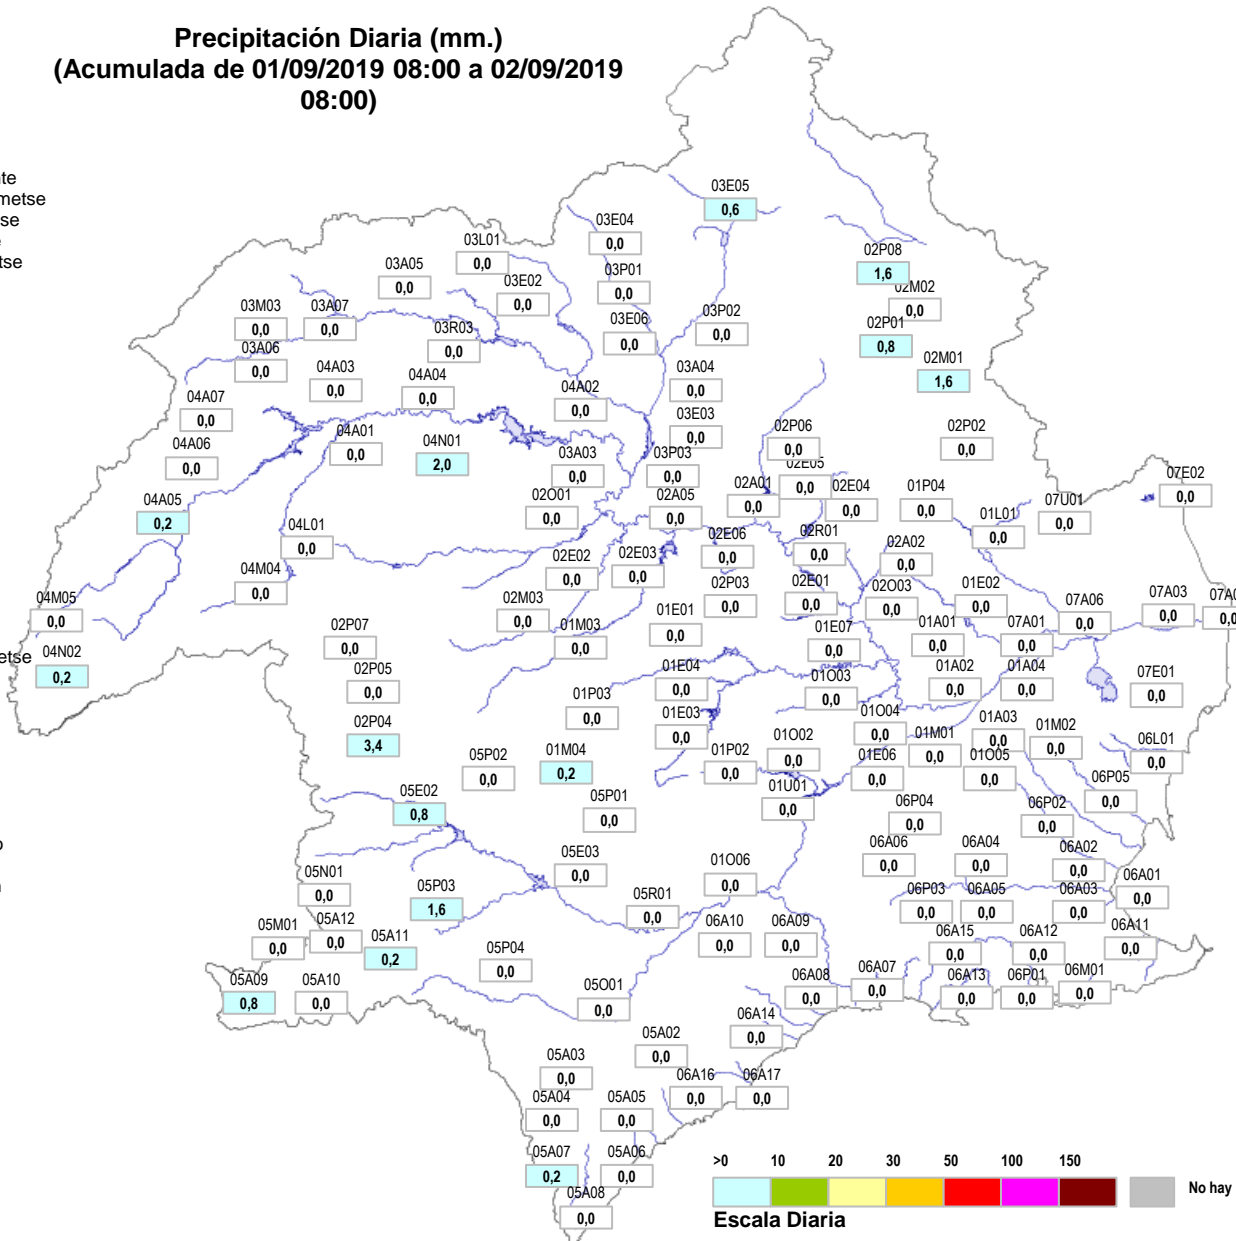 Precipitación Diaria (mm.)
(Acumulada de 01/09/2019 08:00 a 02/09/2019
08:00)
03E05
0,6
03E04
0,0
03L01
0,0
02P08
1,6
03A05
0,0
03E02
0,0
03P01
0,0
02M02
0,0
03M03
0,0
03A07
0,0
03R03
0,0
03E06
0,0
03P02
0,0
02P01
0,8
03A06
0,0
04A03
0,0
04A04
0,0
04A02
0,0
03A04
0,0
02M01
1,6
04A07
0,0
03E03
0,0
04A06
0,0
04A01
0,0
04N01
2,0
03A03
0,0
03P03
0,0
02P06
0,0
02P02
0,0
02E05
0,0
07E02
0,0
04A05
0,2
02O01
0,0
02A05
0,0
02A01
0,0
02E04
0,0
01P04
0,0
01L01
0,0
07U01
0,0
04L01
0,0
02E02
0,0
02E03
0,0
02E06
0,0
02R01
0,0
02A02
0,0
04M04
0,0
04M05
0,0
02M03
0,0
01E01
0,0
02P03
0,0
02E01
0,0
02O03
0,0
01E02
0,0
07A06
0,0
07A03
0,0
0,0
02P07
0,0
01M03
0,0
01E07
0,0
01A01
0,0
07A01
0,0
etse
04N02
0,2
02P05
0,0
01P03
0,0
01E04
0,0
01O03
0,0
01A02
0,0
01A04
0,0
07E01
0,0
02P04
3,4
01E03
0,0
01O04
0,0
01M01
0,0
01A03
0,0
01M02
0,0
06L01
0,0
05P02
0,0
01M04
0,2
01P02
0,0
01O02
0,0
01E06
0,0
01O05
0,0
05E02
0,8
05P01
0,0
01U01
0,0
06P04
0,0
06P02
0,0
06P05
0,0
05E03
0,0
01O06
0,0
06A06
0,0
06A04
0,0
06A02
0,0
05N01
0,0
05P03
1,6
05R01
0,0
06P03
0,0
06A05
0,0
06A03
0,0
06A01
0,0
05M01
0,0
05A12
0,0
05A11
0,2
05P04
0,0
06A10
0,0
06A09
0,0
06A15
0,0
06A12
0,0
06A11
0,0
05A09
0,8
05A10
0,0
05O01
0,0
06A08
0,0
06A07
0,0
06A13
0,0
06P01
0,0
06M01
0,0
05A02
0,0
06A14
0,0
05A03
0,0
06A16
0,0
06A17
0,0
05A04
0,0
05A05
0,0
05A07
0,2
05A06
0,0
05A08
0,0
>0 10 20 30 50 100 150
No hay
Escala Diaria